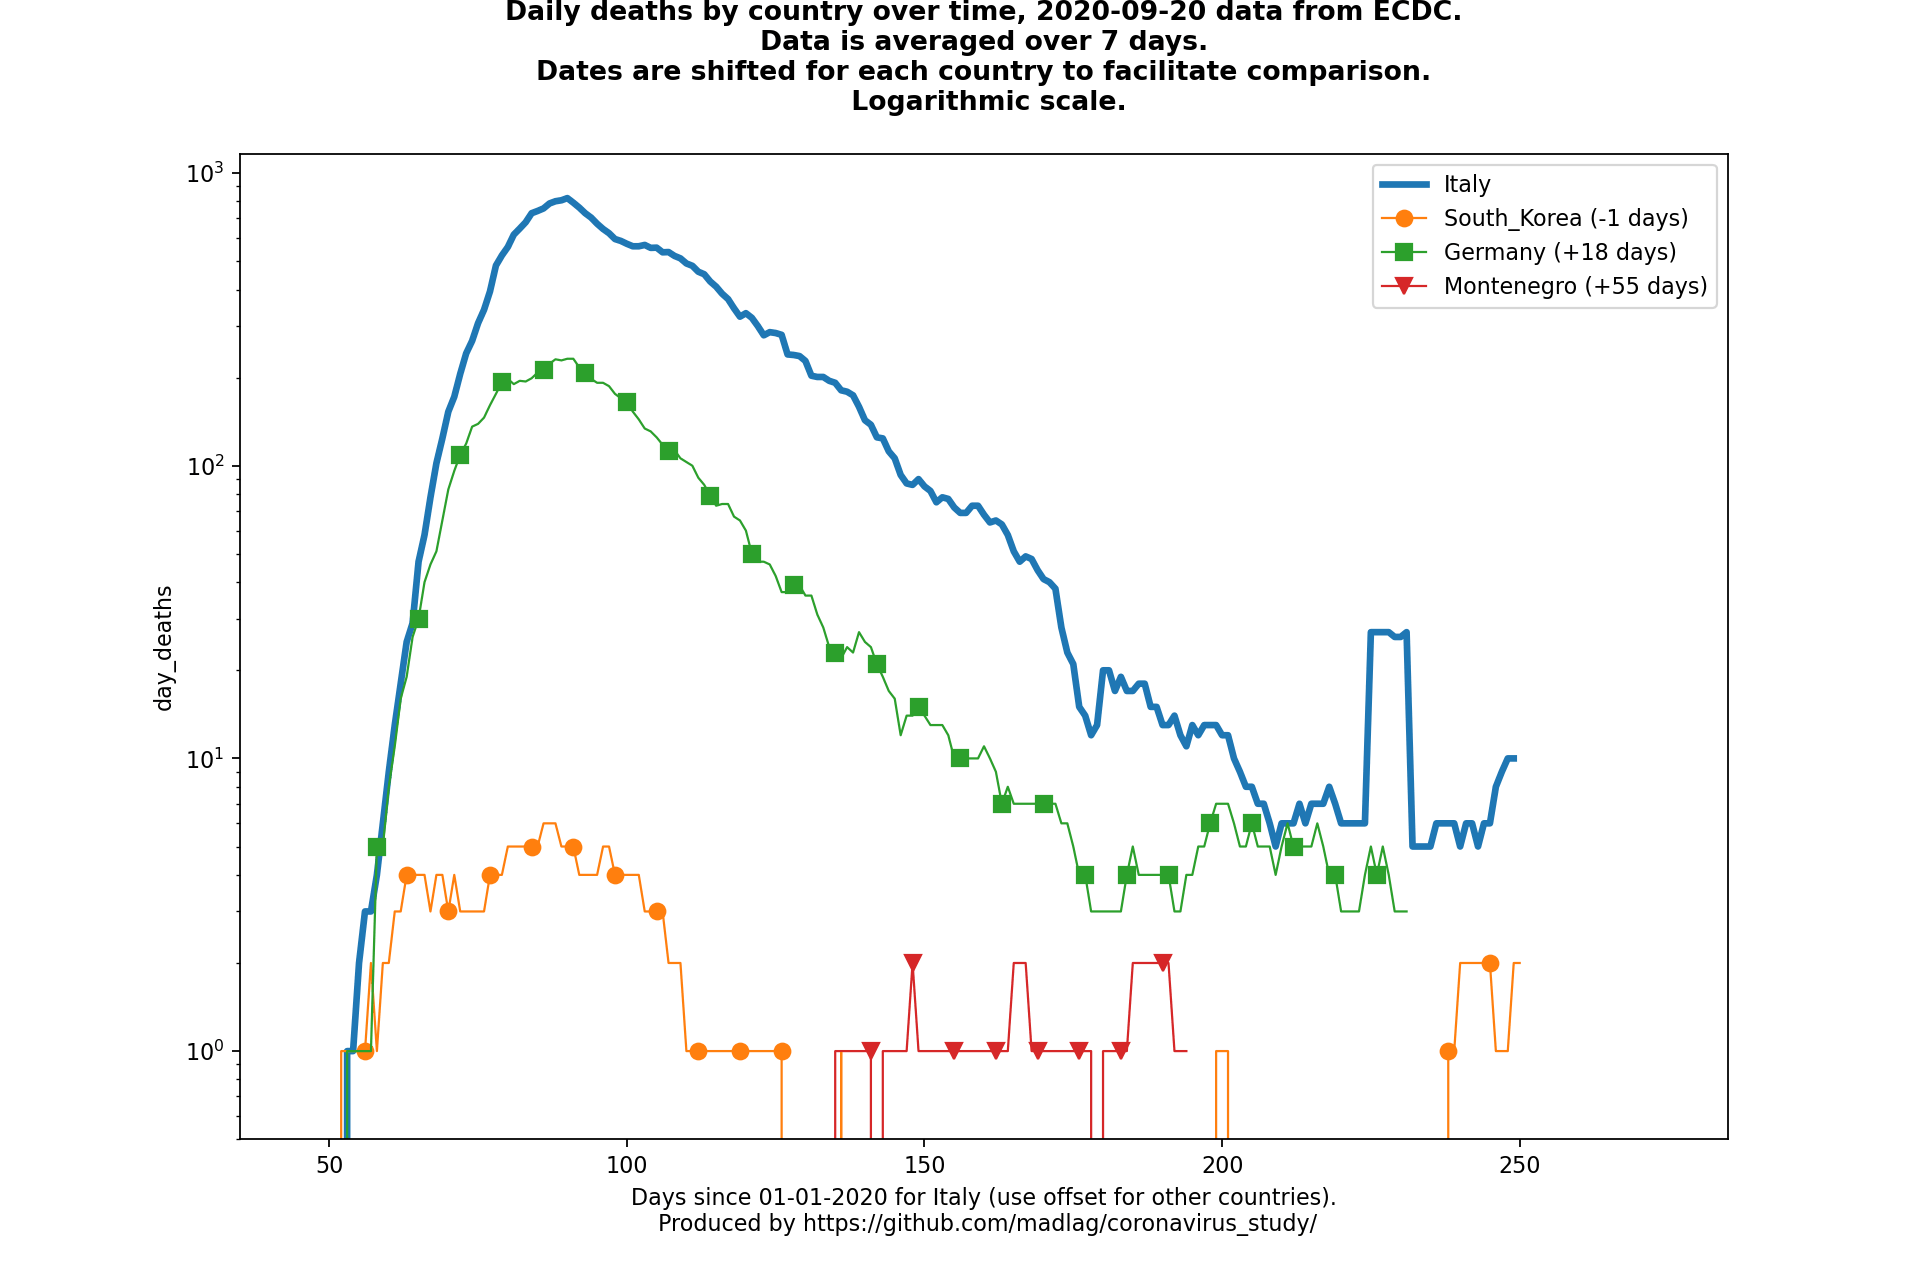 Daily deaths by country over time, 2020-09-20 data from ECDC.
Data is averaged over 7 days.
Dates are shifted for each country to facilitate comparison.
Logarithmic scale.
10³
10²
10¹
10⁰
day_deaths
Italy
South_Korea (-1 days)
Germany (+18 days)
Montenegro (+55 days)
50 100 150 200 250
Days since 01-01-2020 for Italy (use offset for other countries).
Produced by https://github.com/madlag/coronavirus_study/